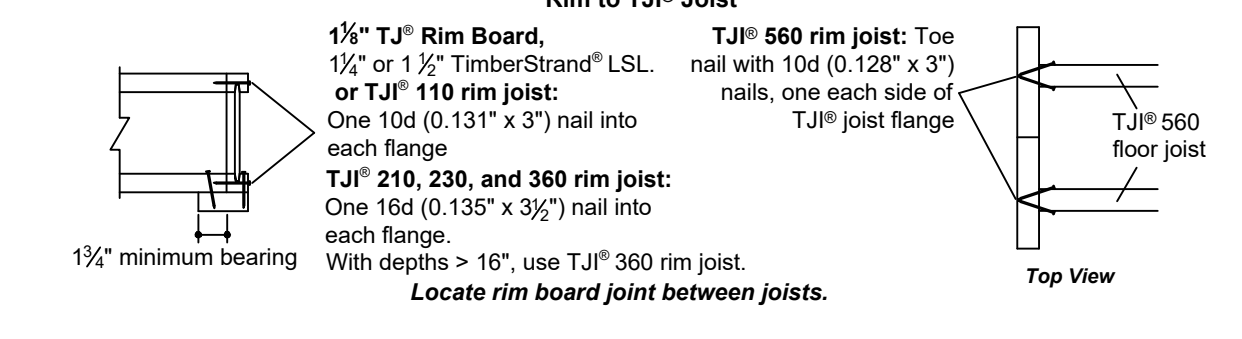 Rim to TJI® Joist
1⅛" TJ® Rim Board,
1¼" or 1 ½" TimberStrand® LSL.
or TJI® 110 rim joist:
One 10d (0.131" x 3") nail into
each flange
TJI® 210, 230, and 360 rim joist:
One 16d (0.135" x 3½") nail into
each flange.
With depths > 16", use TJI® 360 rim joist.
1¾" minimum bearing
TJI® 560 rim joist: Toe
nail with 10d (0.128" x 3")
nails, one each side of
TJI® joist flange
TJI® 560
floor joist
Top View
Locate rim board joint between joists.